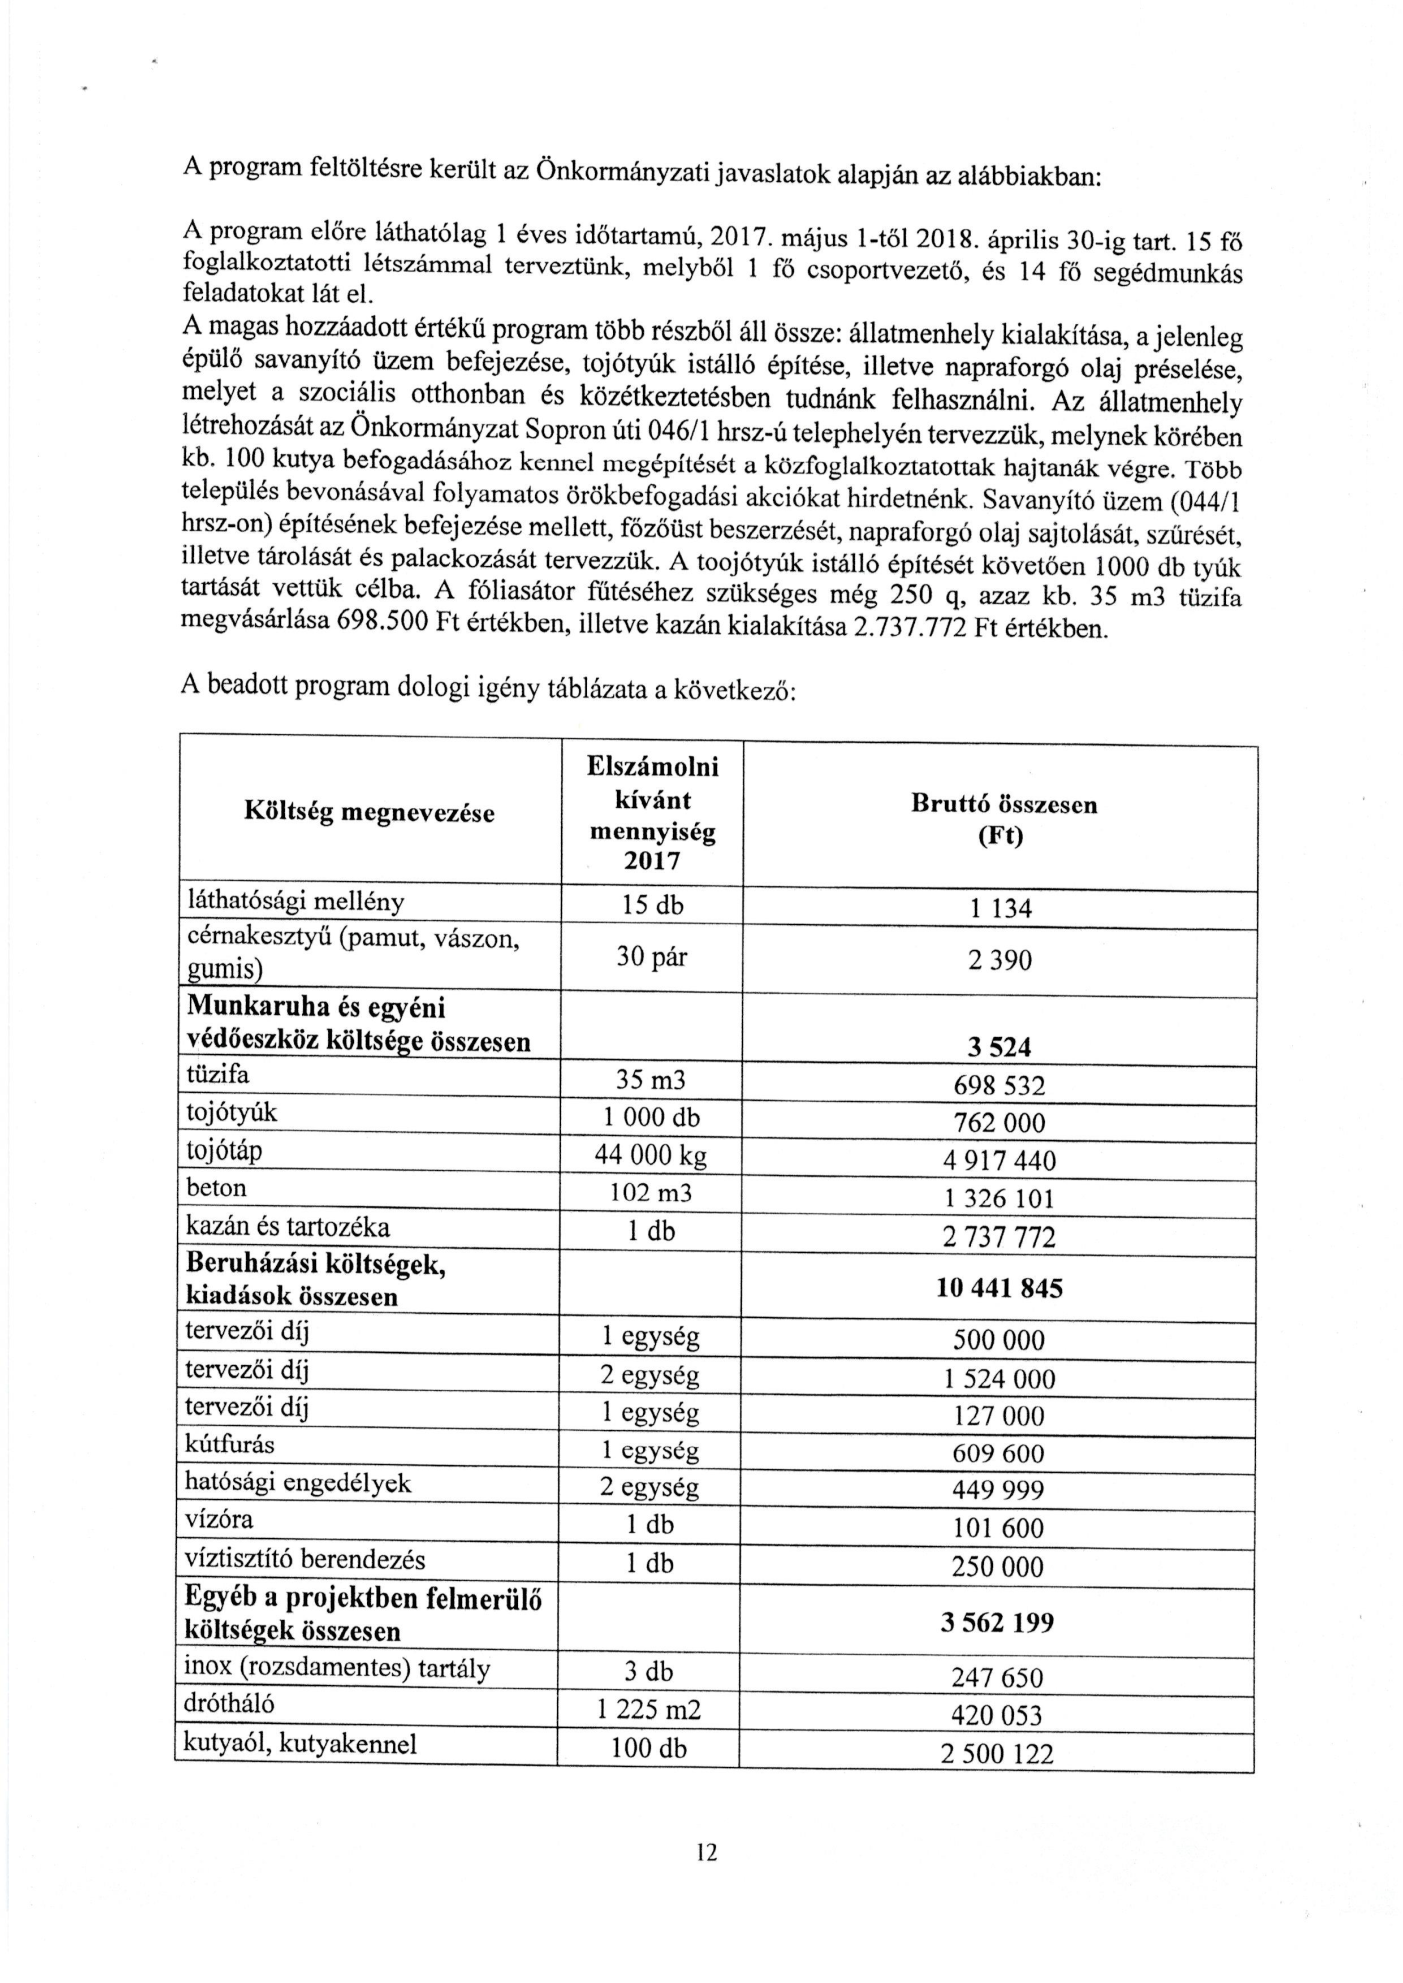 A program feltöltésre került az Önkormányzati javaslatok alapján az alábbiakban:
A program előre láthatólag 1 éves időtartamú, 2017. május 1-től 2018. április 30-ig tart. 15 fő
foglalkoztatotti létszámmal terveztünk, melyből 1 fő csoportvezető, és 14 fő segédmunkás
feladatokat lát el.
A magas hozzáadott értékű program több részből áll össze: állatmenhely kialakítása, a jelenleg
épülő savanyító üzem befejezése, tojótyúk istálló építése, illetve napraforgó olaj préselése,
melyet a szociális otthonban és közétkeztetésben tudnánk felhasználni. Az állatmenhely
létrehozását az Önkormányzat Sopron úti 046/1 hrsz-ú telephelyén tervezzük, melynek körében
kb. 100 kutya befogadásához kennel megépítését a közfoglalkoztatottak hajtanák végre. Több
település bevonásával folyamatos örökbefogadási akciókat hirdetnénk. Savanyító üzem (044/1
hrsz-on) építésének befejezése mellett, főzőüst beszerzését, napraforgó olaj sajtolását, szűrését,
illetve tárolását és palackozását tervezzük. A toojótyúk istálló építését követően 1000 db tyúk
tartását vettük célba. A fóliasátor fűtéséhez szükséges még 250 q, azaz kb. 35 m3 tüzifa
megvásárlása 698.500 Ft értékben, illetve kazán kialakítása 2.737.772 Ft értékben.
A beadott program dologi igény táblázata a következő:
Költség megnevezése
Elszámolni
kívánt
mennyiség
2017
Bruttó összesen
(Ft)
láthatósági mellény 15 db 1 134
cérnakesztyű (pamut, vászon,
gumis) 30 pár 2 390
Munkaruha és egyéni
védőeszköz költsége összesen 3 524
tüzifa 35 m3 698 532
tojótyúk 1 000 db 762 000
tojótáp 44 000 kg 4 917 440
beton 102 m3 1 326 101
kazán és tartozéka 1 db 2 737 772
Beruházási költségek,
kiadások összesen 10 441 845
tervezői díj 1 egység 500 000
tervezői díj 2 egység 1 524 000
tervezői díj 1 egység 127 000
kútfurás 1 egység 609 600
hatósági engedélyek 2 egység 449 999
vízóra 1 db 101 600
víztisztító berendezés 1 db 250 000
Egyéb a projektben felmerülő
költségek összesen 3 562 199
inox (rozsdamentes) tartály 3 db 247 650
drótháló 1 225 m2 420 053
kutyaól, kutyakennel 100 db 2 500 122
12